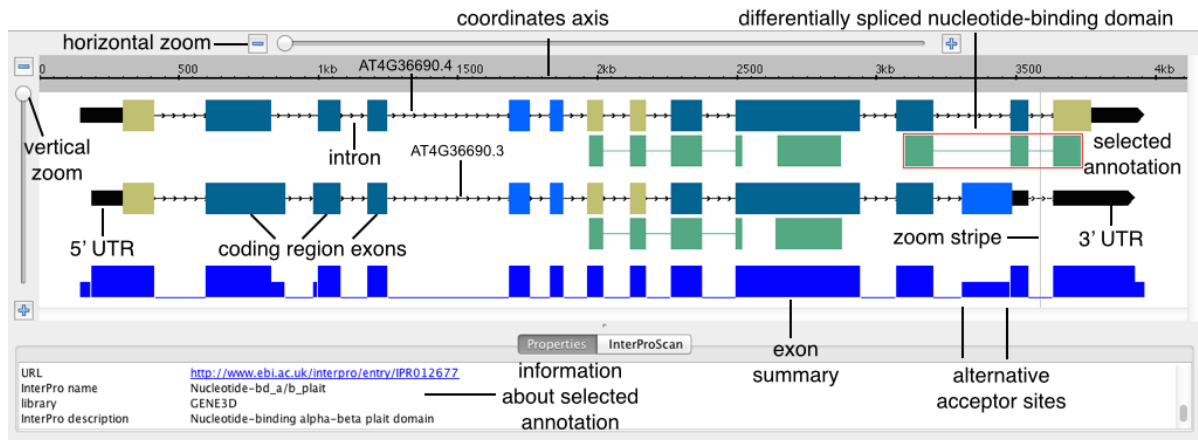 coordinates axis
differentially spliced nucleotide-binding domain
horizontal zoom
0 500 1kb AT4G36690.4 1500 2kb 2500 3kb 3500 4kb
vertical
zoom
intron
AT4G36690.3
selected
annotation
5' UTR
coding region exons
zoom stripe
3' UTR
Properties InterProScan
exon
summary
alternative
acceptor sites
URL http://www.ebi.ac.uk/interpro/entry/IPR012677
InterPro name Nucleotide-bd_a/b_plait
library GENE3D
InterPro description Nucleotide-binding alpha-beta plait domain
information
about selected
annotation